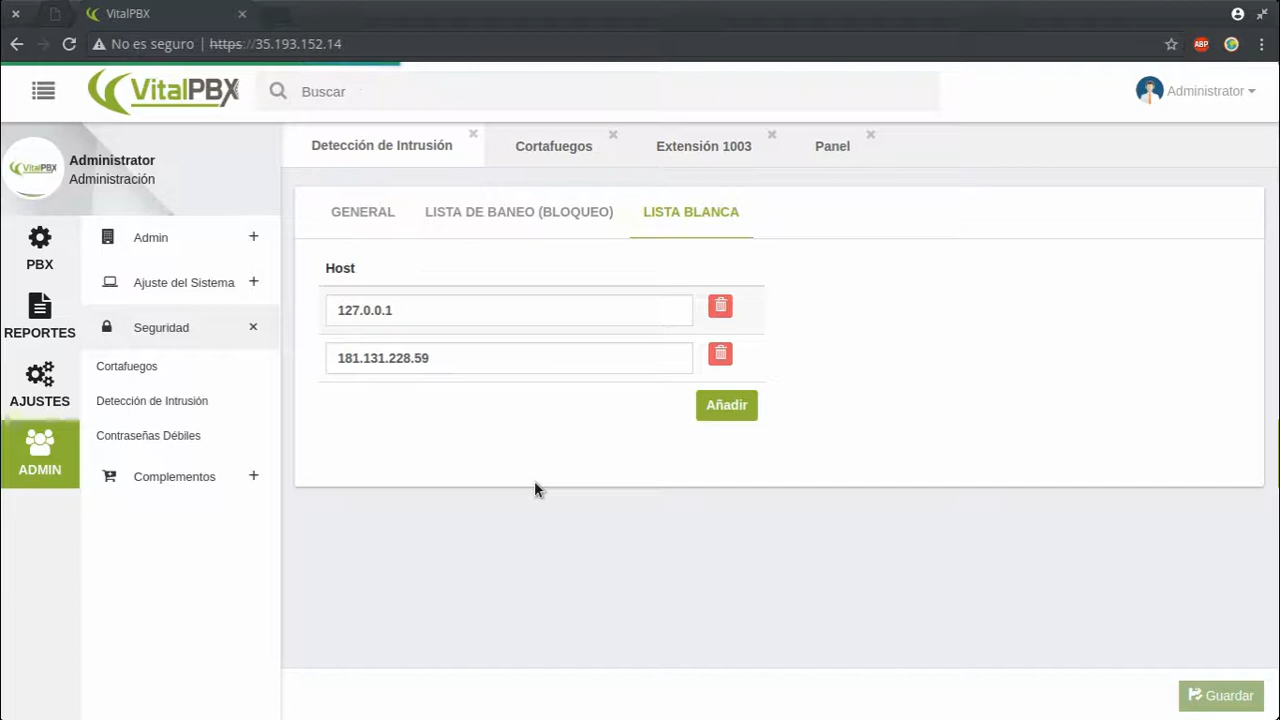 VitalPBX
No es seguro | https://35.193.152.14
ABP
VitalPBX
Buscar
Administrator
VitalPBX
Administrator
Administración
Detección de Intrusión
Cortafuegos
Extensión 1003
Panel
PBX
REPORTES
AJUSTES
ADMIN
Admin
Ajuste del Sistema
Seguridad
Cortafuegos
Detección de Intrusión
Contraseñas Débiles
Complementos
GENERAL
LISTA DE BANEO (BLOQUEO)
LISTA BLANCA
Host
127.0.0.1
181.131.228.59
Añadir
Guardar